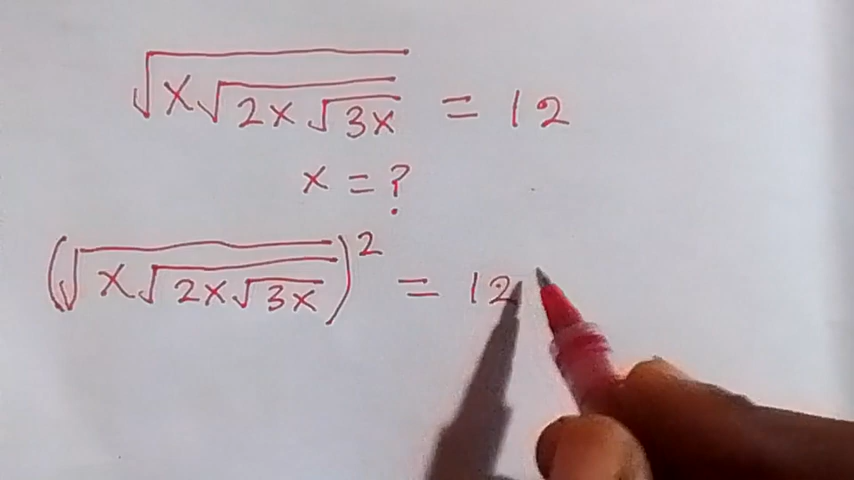 √(x√(2x√(3x))) = 12
x = ?
(√(x√(2x√(3x))))² = 12